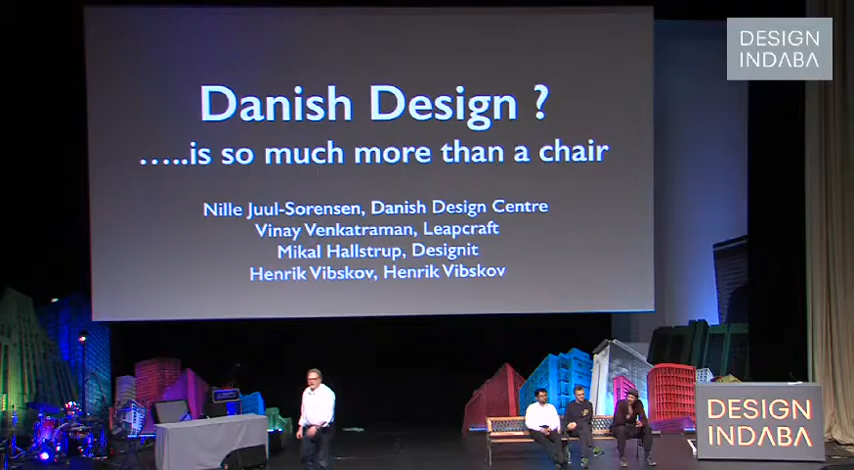 DESIGN
INDABA
Danish Design ?
.....is so much more than a chair
Nille Juul-Sorensen, Danish Design Centre
Vinay Venkatraman, Leapcraft
Mikal Hallstrup, Designit
Henrik Vibskov, Henrik Vibskov
DESIGN
INDABA